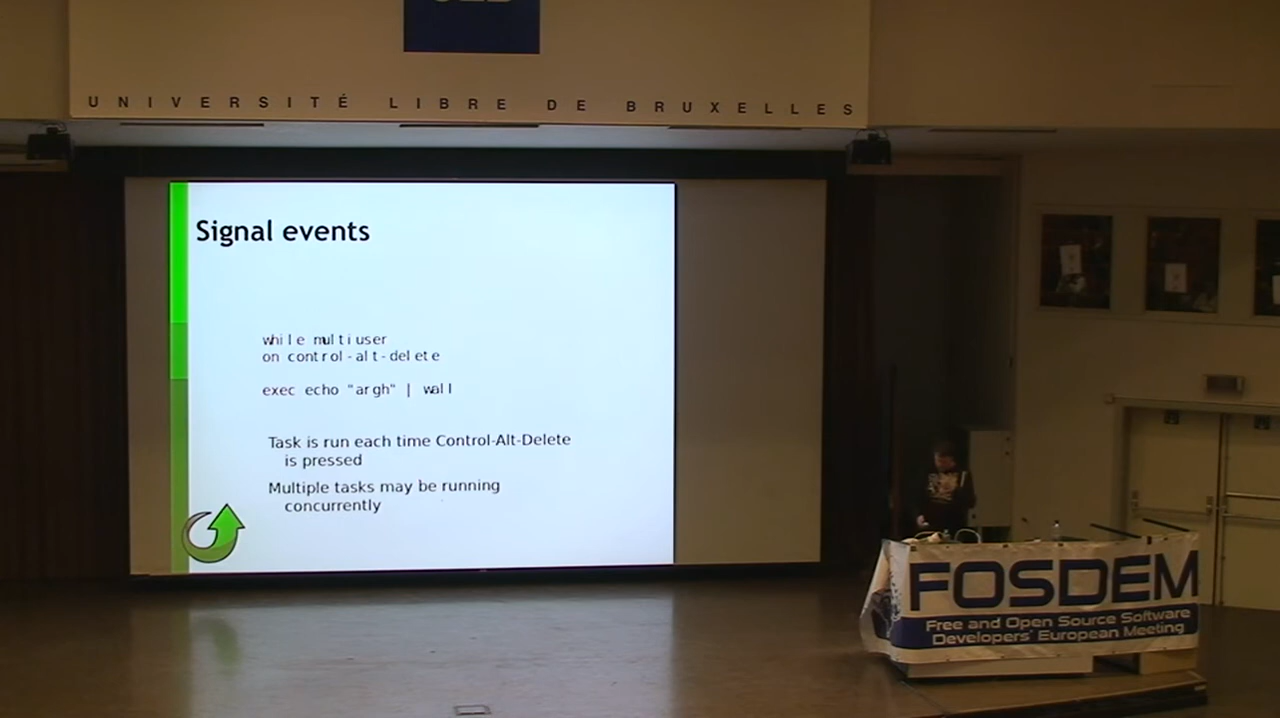 UNIVERSITÉ LIBRE DE BRUXELLES
Signal events
while multiuser
on control-alt-delete
exec echo "argh" | wall
Task is run each time Control-Alt-Delete
is pressed
Multiple tasks may be running
concurrently
FOSDEM
Free and Open Source Software
Developers' European Meeting